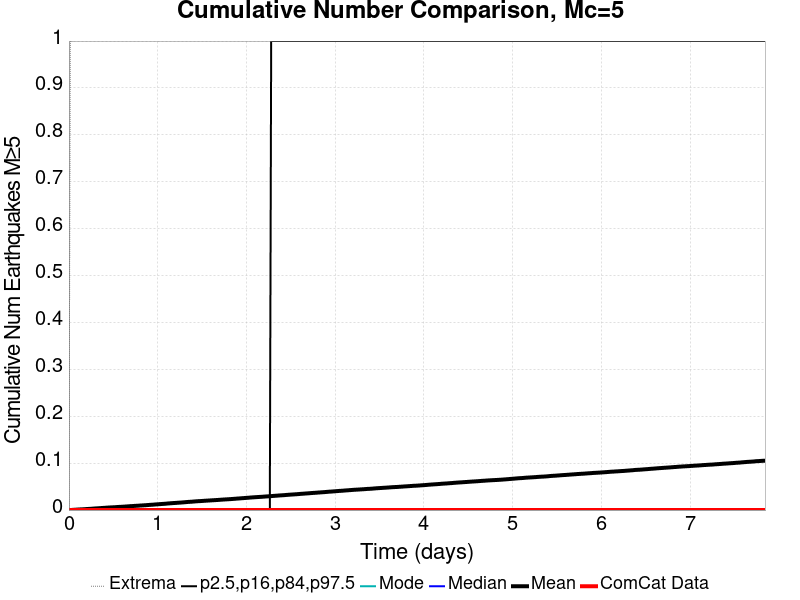 Cumulative Number Comparison, Mc=5
Cumulative Num Earthquakes M≥5
1
0.9
0.8
0.7
0.6
0.5
0.4
0.3
0.2
0.1
0
0 1 2 3 4 5 6 7
Time (days)
Extrema p2.5,p16,p84,p97.5 Mode Median Mean ComCat Data